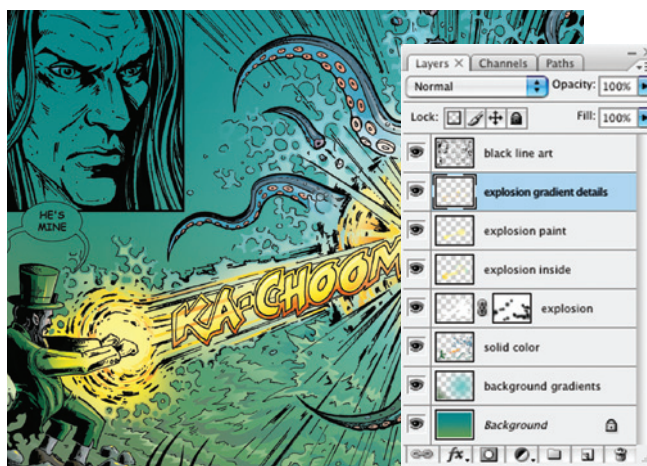 HE'S
MINE
KA-CHOOM
Layers × Channels Paths
Normal Opacity: 100%
Lock: Fill: 100%
black line art
explosion gradient details
explosion paint
explosion inside
explosion
solid color
background gradients
Background
fx.